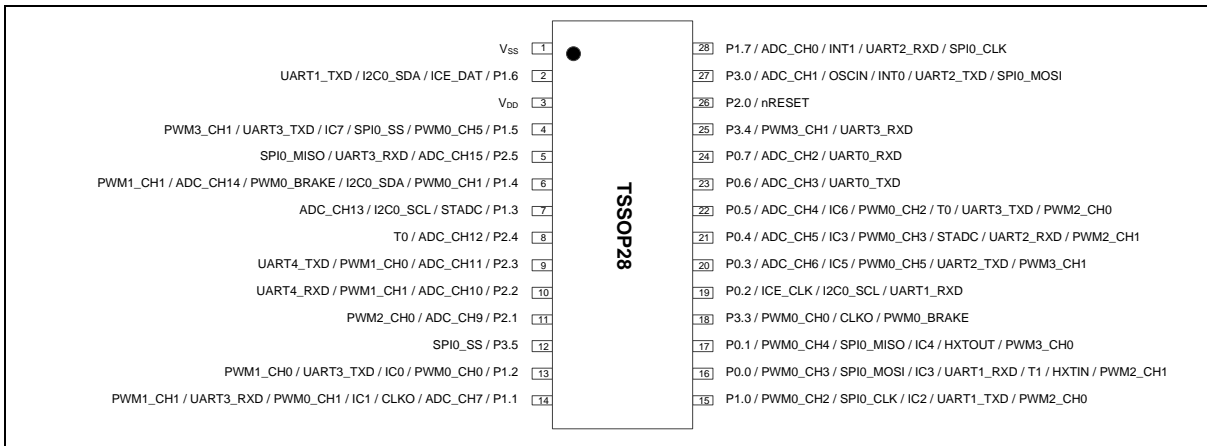 V_SS 1
UART1_TXD / I2C0_SDA / ICE_DAT / P1.6 2
V_DD 3
PWM3_CH1 / UART3_TXD / IC7 / SPI0_SS / PWM0_CH5 / P1.5 4
SPI0_MISO / UART3_RXD / ADC_CH15 / P2.5 5
PWM1_CH1 / ADC_CH14 / PWM0_BRAKE / I2C0_SDA / PWM0_CH1 / P1.4 6
ADC_CH13 / I2C0_SCL / STADC / P1.3 7
T0 / ADC_CH12 / P2.4 8
UART4_TXD / PWM1_CH0 / ADC_CH11 / P2.3 9
UART4_RXD / PWM1_CH1 / ADC_CH10 / P2.2 10
PWM2_CH0 / ADC_CH9 / P2.1 11
SPI0_SS / P3.5 12
PWM1_CH0 / UART3_TXD / IC0 / PWM0_CH0 / P1.2 13
PWM1_CH1 / UART3_RXD / PWM0_CH1 / IC1 / CLKO / ADC_CH7 / P1.1 14
TSSOP28
28 P1.7 / ADC_CH0 / INT1 / UART2_RXD / SPI0_CLK
27 P3.0 / ADC_CH1 / OSCIN / INT0 / UART2_TXD / SPI0_MOSI
26 P2.0 / nRESET
25 P3.4 / PWM3_CH1 / UART3_RXD
24 P0.7 / ADC_CH2 / UART0_RXD
23 P0.6 / ADC_CH3 / UART0_TXD
22 P0.5 / ADC_CH4 / IC6 / PWM0_CH2 / T0 / UART3_TXD / PWM2_CH0
21 P0.4 / ADC_CH5 / IC3 / PWM0_CH3 / STADC / UART2_RXD / PWM2_CH1
20 P0.3 / ADC_CH6 / IC5 / PWM0_CH5 / UART2_TXD / PWM3_CH1
19 P0.2 / ICE_CLK / I2C0_SCL / UART1_RXD
18 P3.3 / PWM0_CH0 / CLKO / PWM0_BRAKE
17 P0.1 / PWM0_CH4 / SPI0_MISO / IC4 / HXTOUT / PWM3_CH0
16 P0.0 / PWM0_CH3 / SPI0_MOSI / IC3 / UART1_RXD / T1 / HXTIN / PWM2_CH1
15 P1.0 / PWM0_CH2 / SPI0_CLK / IC2 / UART1_TXD / PWM2_CH0